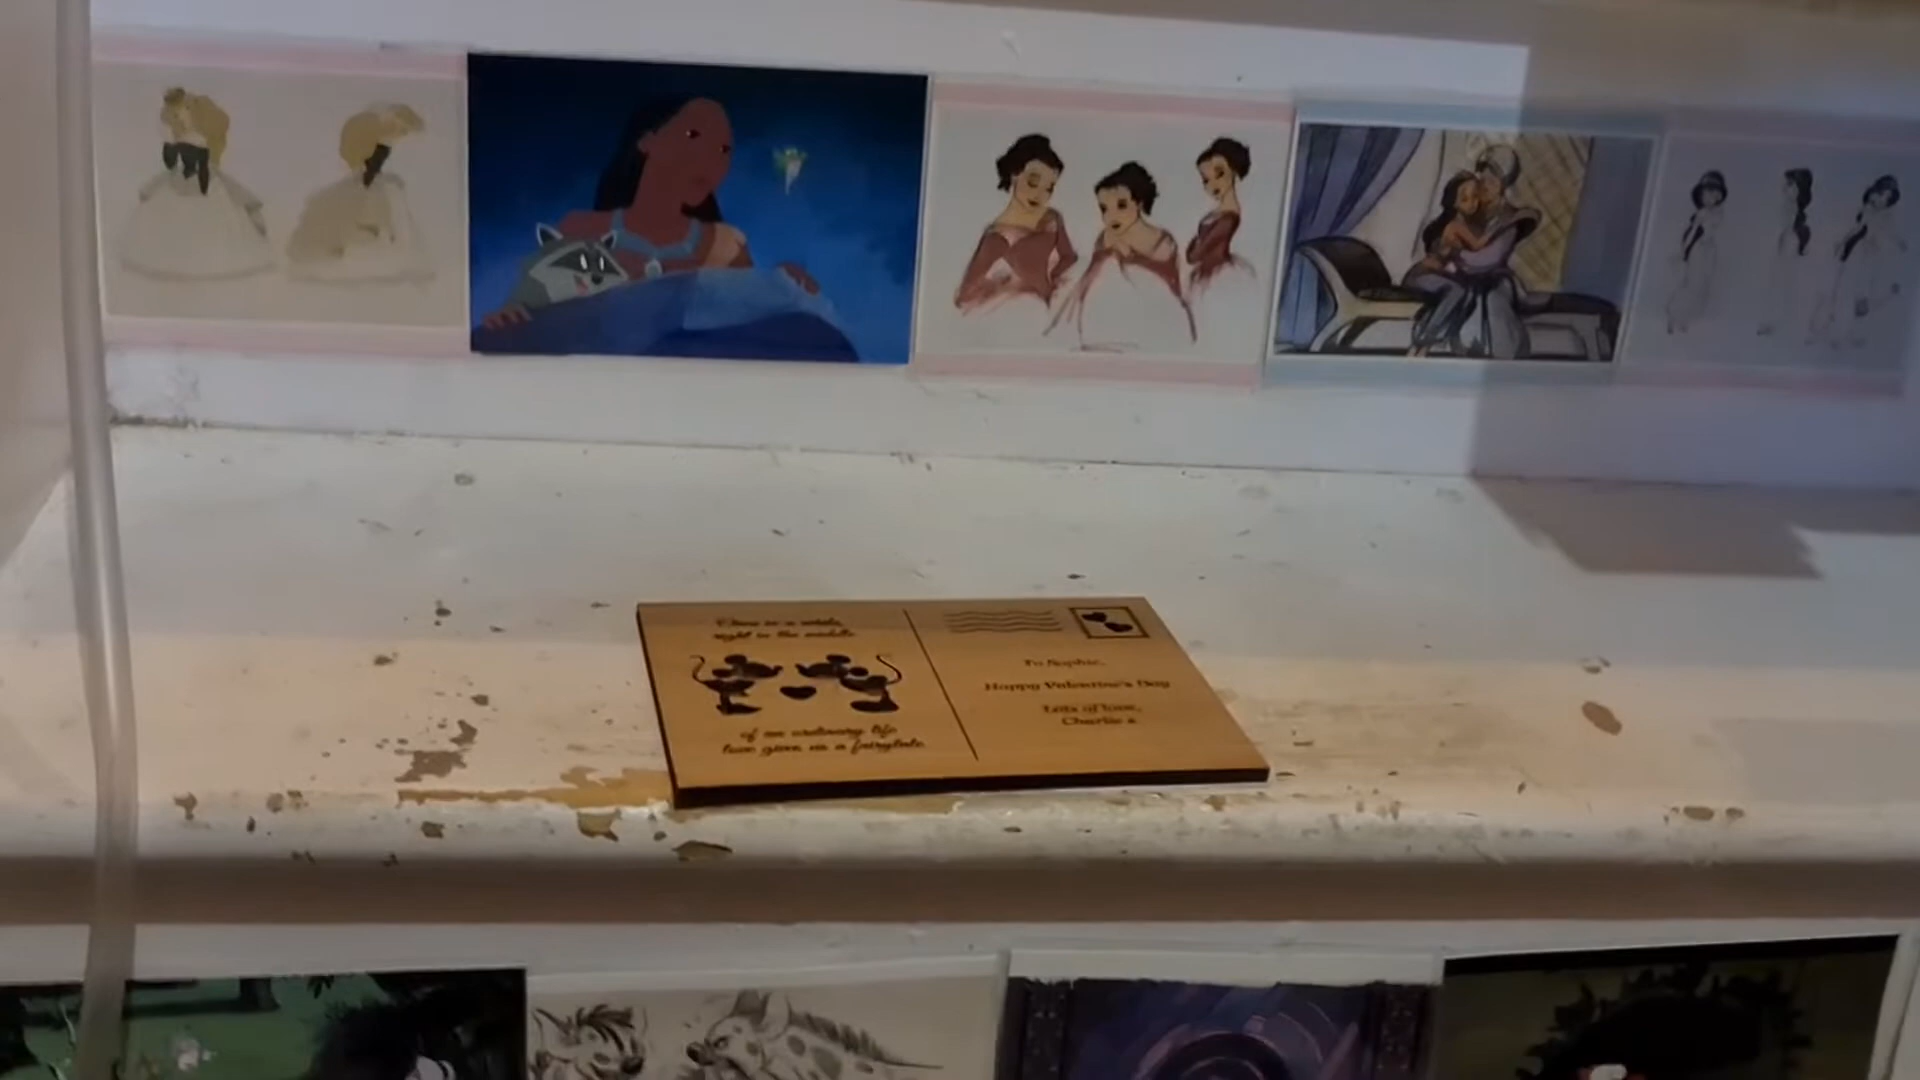 Once in a while,
right in the middle
of an ordinary life
love gives us a fairytale
To Sophie,
Happy Valentine's Day
Lots of love,
Charlie x